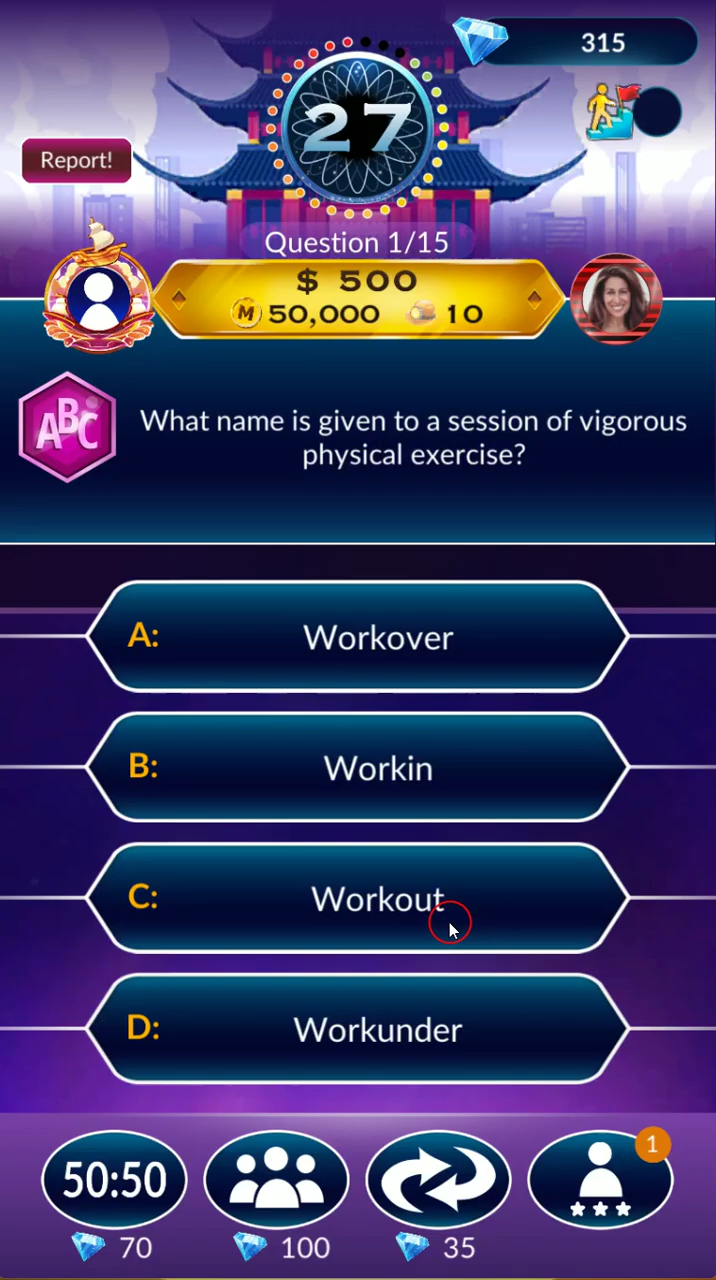 315
27
Report!
Question 1/15
$ 500
M 50,000 10
ABC
What name is given to a session of vigorous
physical exercise?
A: Workover
B: Workin
C: Workout
D: Workunder
1
50:50
70 100 35